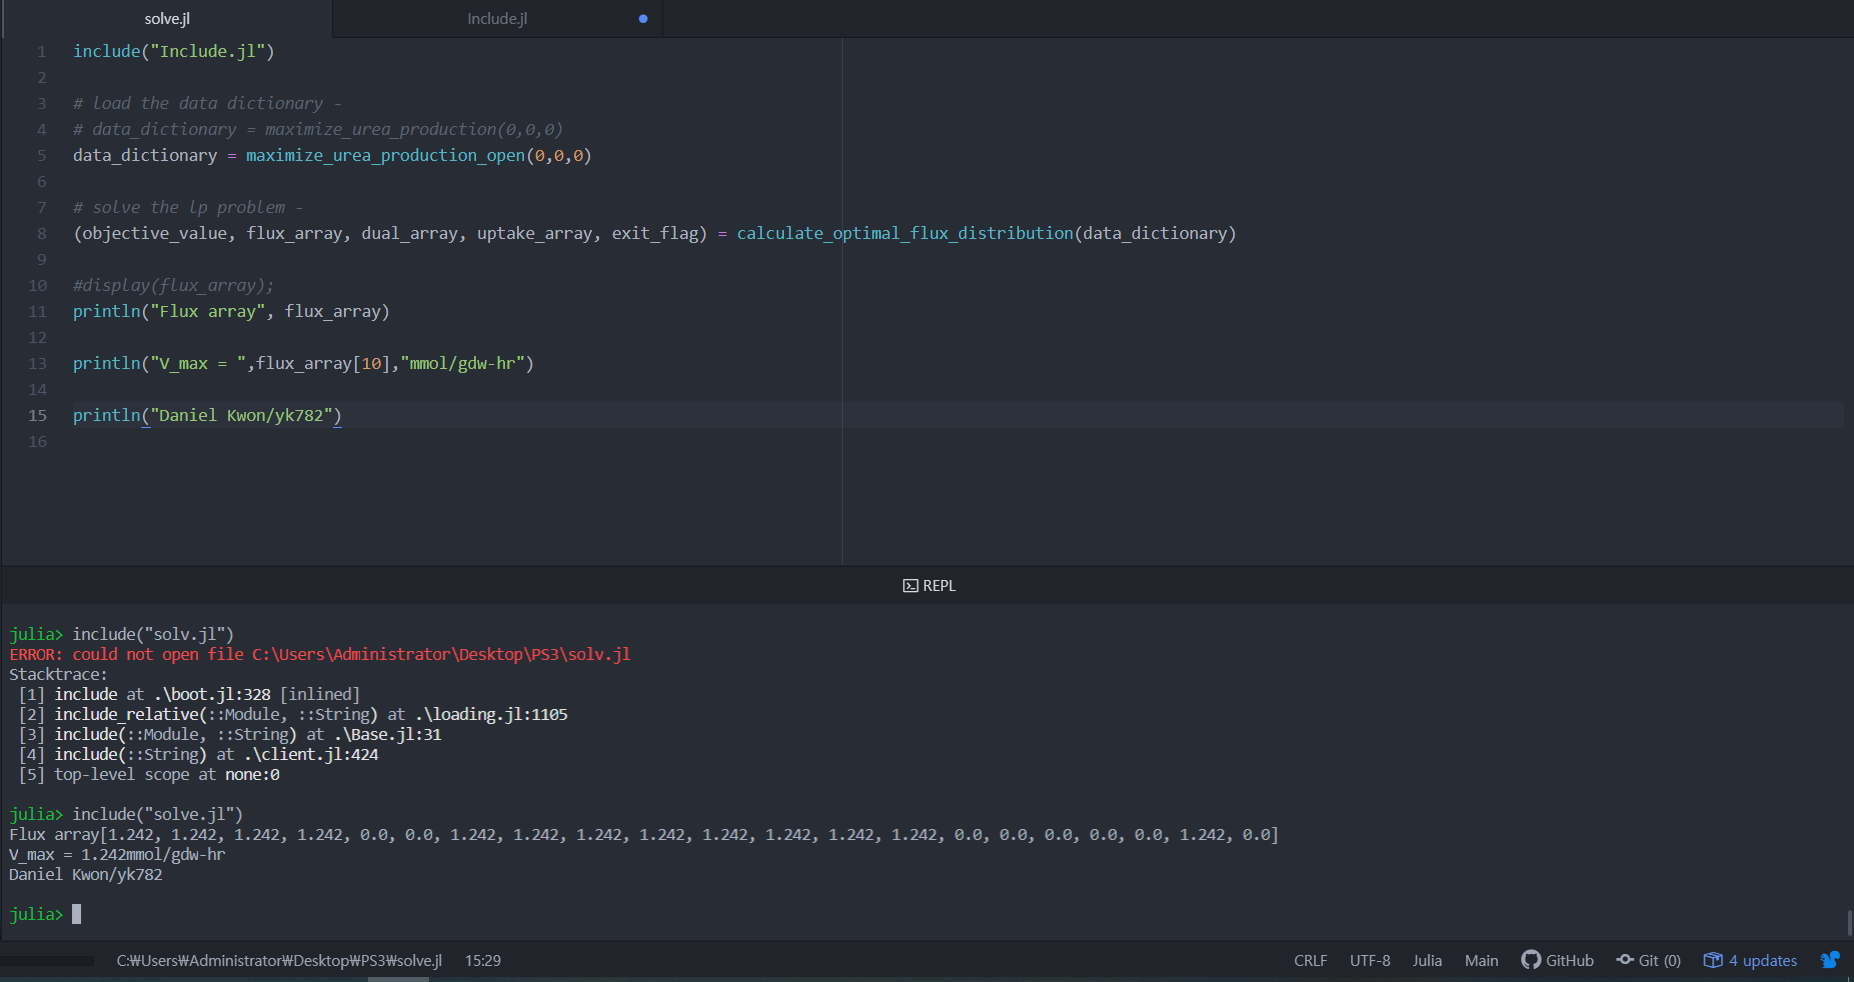 solve.jl
Include.jl
1 include("Include.jl")
2
3 # load the data dictionary -
4 # data_dictionary = maximize_urea_production(0,0,0)
5 data_dictionary = maximize_urea_production_open(0,0,0)
6
7 # solve the lp problem -
8 (objective_value, flux_array, dual_array, uptake_array, exit_flag) = calculate_optimal_flux_distribution(data_dictionary)
9
10 #display(flux_array);
11 println("Flux array", flux_array)
12
13 println("V_max = ",flux_array[10],"mmol/gdw-hr")
14
15 println("Daniel Kwon/yk782")
16
REPL
julia> include("solv.jl")
ERROR: could not open file C:\Users\Administrator\Desktop\PS3\solv.jl
Stacktrace:
[1] include at .\boot.jl:328 [inlined]
[2] include_relative(::Module, ::String) at .\loading.jl:1105
[3] include(::Module, ::String) at .\Base.jl:31
[4] include(::String) at .\client.jl:424
[5] top-level scope at none:0
julia> include("solve.jl")
Flux array[1.242, 1.242, 1.242, 1.242, 0.0, 0.0, 1.242, 1.242, 1.242, 1.242, 1.242, 1.242, 1.242, 1.242, 0.0, 0.0, 0.0, 0.0, 0.0, 1.242, 0.0]
V_max = 1.242mmol/gdw-hr
Daniel Kwon/yk782
julia>
C:₩Users₩Administrator₩Desktop₩PS3₩solve.jl 15:29 CRLF UTF-8 Julia Main GitHub Git (0) 4 updates